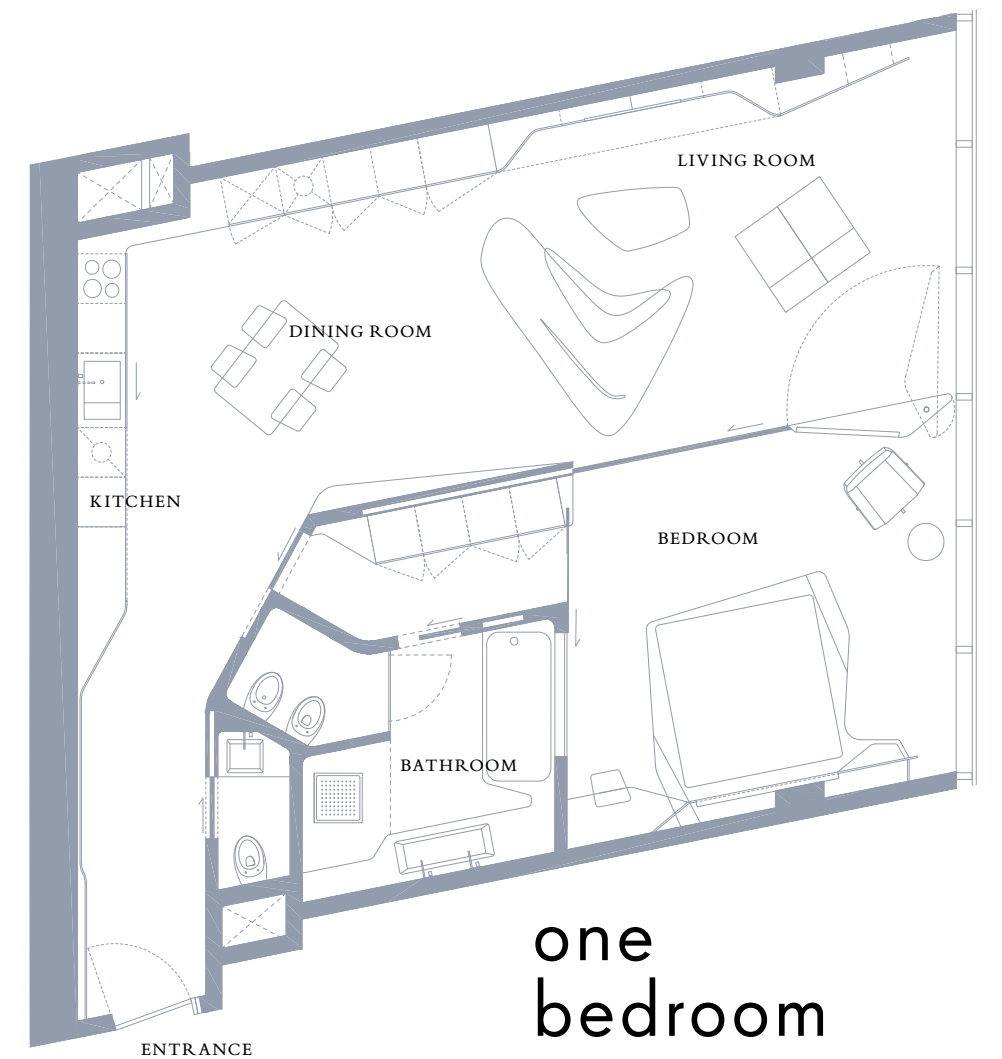 LIVING ROOM
DINING ROOM
KITCHEN
BEDROOM
BATHROOM
one
bedroom
ENTRANCE